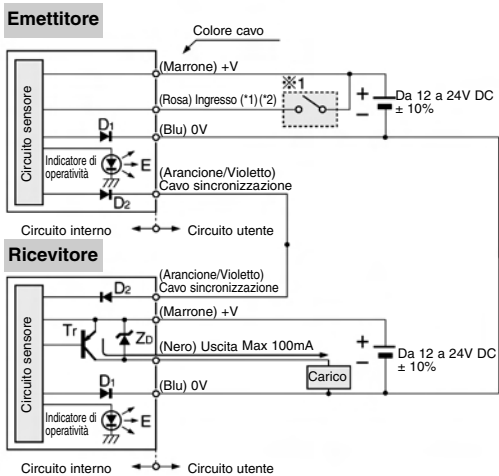 Emettitore
Colore cavo
(Marrone) +V
※1
(Rosa) Ingresso (*1)(*2)
+
−
Da 12 a 24V DC
± 10%
Circuito sensore
D1
(Blu) 0V
Indicatore di
operatività
E
(Arancione/Violetto)
Cavo sincronizzazione
D2
Circuito interno
Circuito utente
Ricevitore
(Arancione/Violetto)
Cavo sincronizzazione
D2
(Marrone) +V
Circuito sensore
Tr
ZD
(Nero) Uscita Max 100mA
+
−
Da 12 a 24V DC
± 10%
Carico
D1
(Blu) 0V
Indicatore di
operatività
E
Circuito interno
Circuito utente